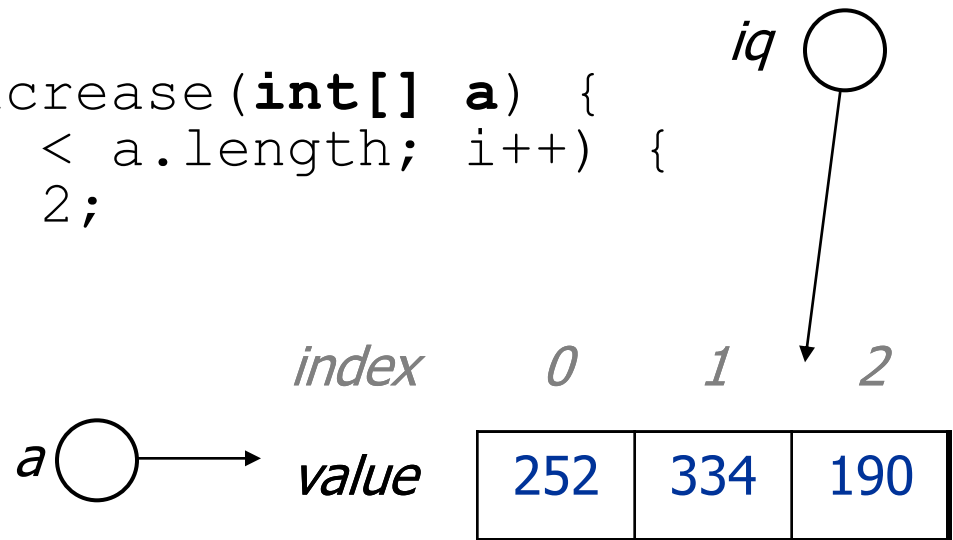 iq
crease(int[] a) {
< a.length; i++) {
2;
index 0 1 2
a value 252 334 190